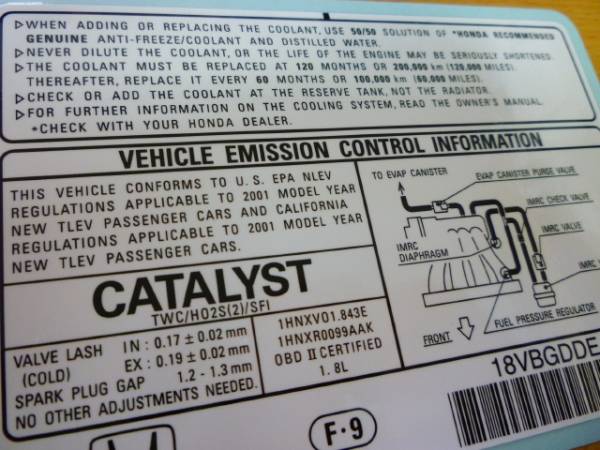 ▷WHEN ADDING OR REPLACING THE COOLANT, USE 50/50 SOLUTION OF *HONDA RECOMMENDED
GENUINE ANTI-FREEZE/COOLANT AND DISTILLED WATER.
▷NEVER DILUTE THE COOLANT, OR THE LIFE OF THE ENGINE MAY BE SERIOUSLY SHORTENED.
▷THE COOLANT MUST BE REPLACED AT 120 MONTHS OR 200,000 km (120,000 MILES).
THEREAFTER, REPLACE IT EVERY 60 MONTHS OR 100,000 km (60,000 MILES).
▷CHECK OR ADD THE COOLANT AT THE RESERVE TANK, NOT THE RADIATOR.
▷FOR FURTHER INFORMATION ON THE COOLING SYSTEM, READ THE OWNER'S MANUAL.
*CHECK WITH YOUR HONDA DEALER.
VEHICLE EMISSION CONTROL INFORMATION
THIS VEHICLE CONFORMS TO U.S. EPA NLEV
REGULATIONS APPLICABLE TO 2001 MODEL YEAR
NEW TLEV PASSENGER CARS AND CALIFORNIA
REGULATIONS APPLICABLE TO 2001 MODEL YEAR
NEW TLEV PASSENGER CARS.
CATALYST
TWC/HO2S(2)/SFI
VALVE LASH IN : 0.17 ± 0.02 mm
(COLD) EX : 0.19 ± 0.02 mm
SPARK PLUG GAP 1.2 - 1.3 mm
NO OTHER ADJUSTMENTS NEEDED.
1HNXV01.843E
1HNXR0099AAK
OBD II CERTIFIED
1. 8L
TO EVAP CANISTER
EVAP CANISTER PURGE VALVE
IMRC CHECK VALVE
IMRC VALVE
IMRC
DIAPHRAGM
IMRC
FUEL PRESSURE REGULATOR
FRONT
18VBGDDE
F·9